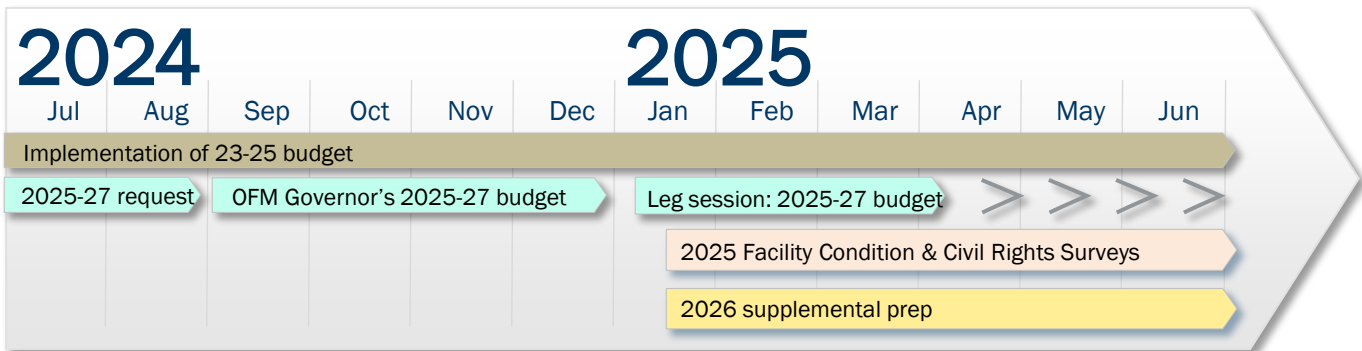 2024 2025
Jul Aug Sep Oct Nov Dec Jan Feb Mar Apr May Jun
Implementation of 23-25 budget
2025-27 request OFM Governor’s 2025-27 budget Leg session: 2025-27 budget
2025 Facility Condition & Civil Rights Surveys
2026 supplemental prep